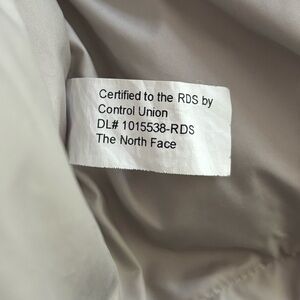 Certified to the RDS by
Control Union
DL# 1015538-RDS
The North Face